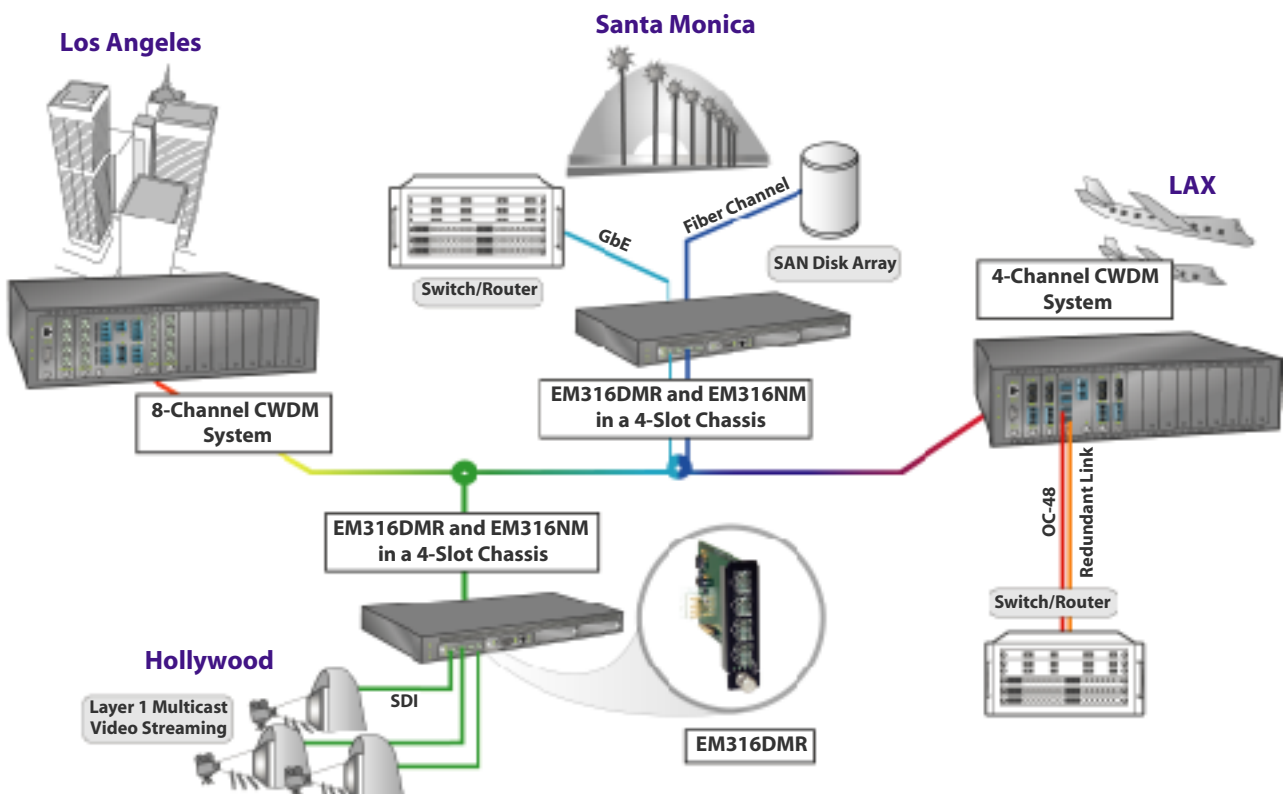 Santa Monica
Los Angeles
LAX
Fiber Channel
GbE
SAN Disk Array
Switch/Router
4-Channel CWDM
System
EM316DMR and EM316NM
in a 4-Slot Chassis
8-Channel CWDM
System
OC-48
Redundant Link
EM316DMR and EM316NM
in a 4-Slot Chassis
Switch/Router
Hollywood
Layer 1 Multicast
Video Streaming
SDI
EM316DMR